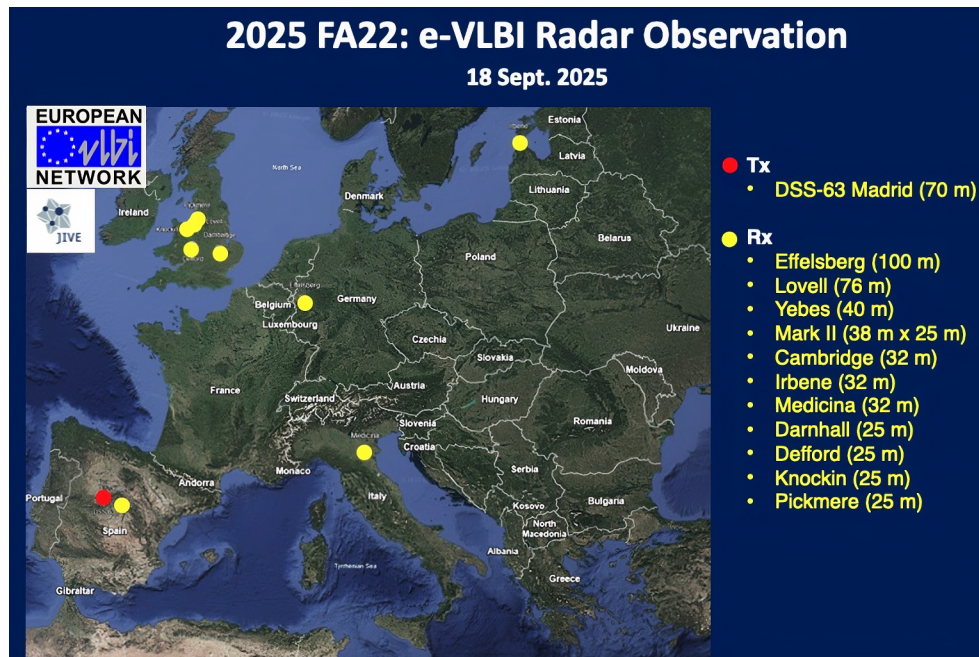 2025 FA22: e-VLBI Radar Observation
18 Sept. 2025
EUROPEAN
vlbi
NETWORK
JIVE
Estonia
Latvia
Lithuania
North Sea
Denmark
Ireland
Belarus
Poland
Cambridge
Defford
Effelsberg
Belgium
Germany
Luxembourg
Czechia
Ukraine
Slovakia
Moldova
France
Austria
Switzerland
Hungary
Slovenia
Romania
Medicina
Croatia
Monaco
Serbia
Andorra
Italy
Portugal
Bulgaria
Kosovo
Spain
North
Macedonia
Albania
Tyrrhenian Sea
Greece
Gibraltar
Tx
• DSS-63 Madrid (70 m)
Rx
• Effelsberg (100 m)
• Lovell (76 m)
• Yebes (40 m)
• Mark II (38 m x 25 m)
• Cambridge (32 m)
• Irbene (32 m)
• Medicina (32 m)
• Darnhall (25 m)
• Defford (25 m)
• Knockin (25 m)
• Pickmere (25 m)